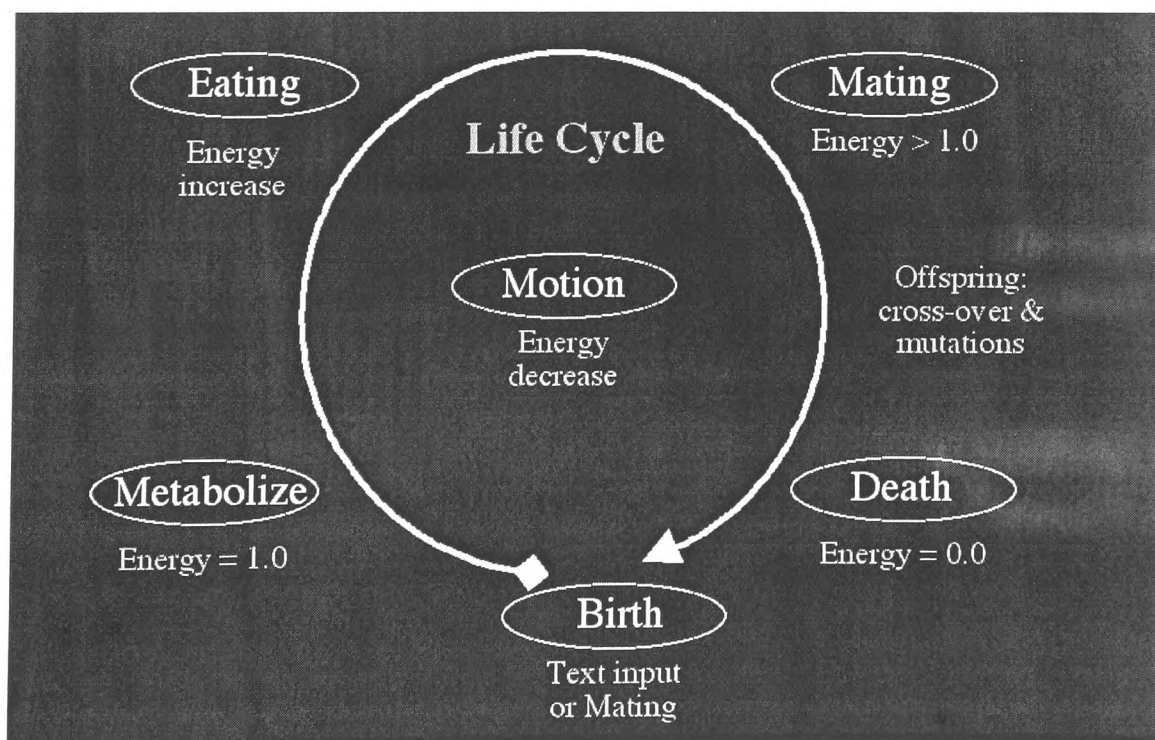 Eating
Energy
increase
Life Cycle
Mating
Energy > 1.0
Motion
Energy
decrease
Offspring:
cross-over &
mutations
Metabolize
Energy = 1.0
Death
Energy = 0.0
Birth
Text input
or Mating